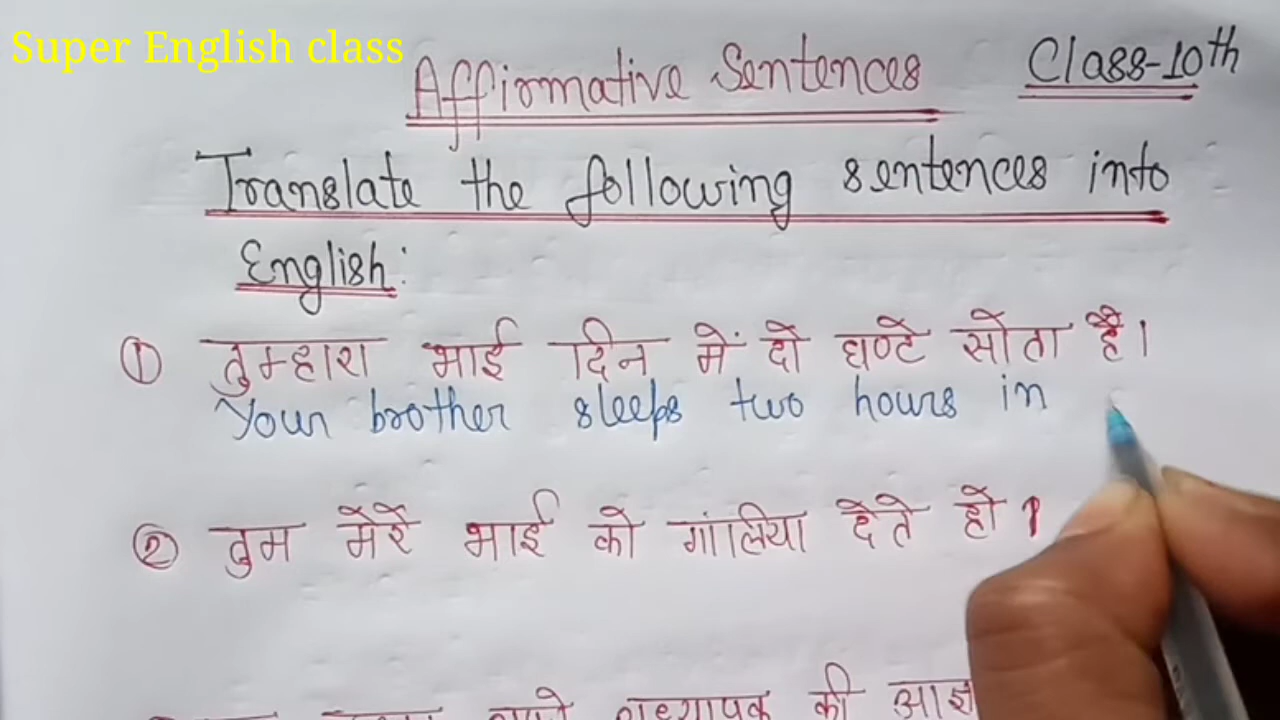 Super English class
Affirmative Sentences Class-10th
Translate the following sentences into
English:
① तुम्हारा भाई दिन में दो घण्टे सोता है।
Your brother sleeps two hours in
② तुम मेरे भाई को गालिया देते हो।
की